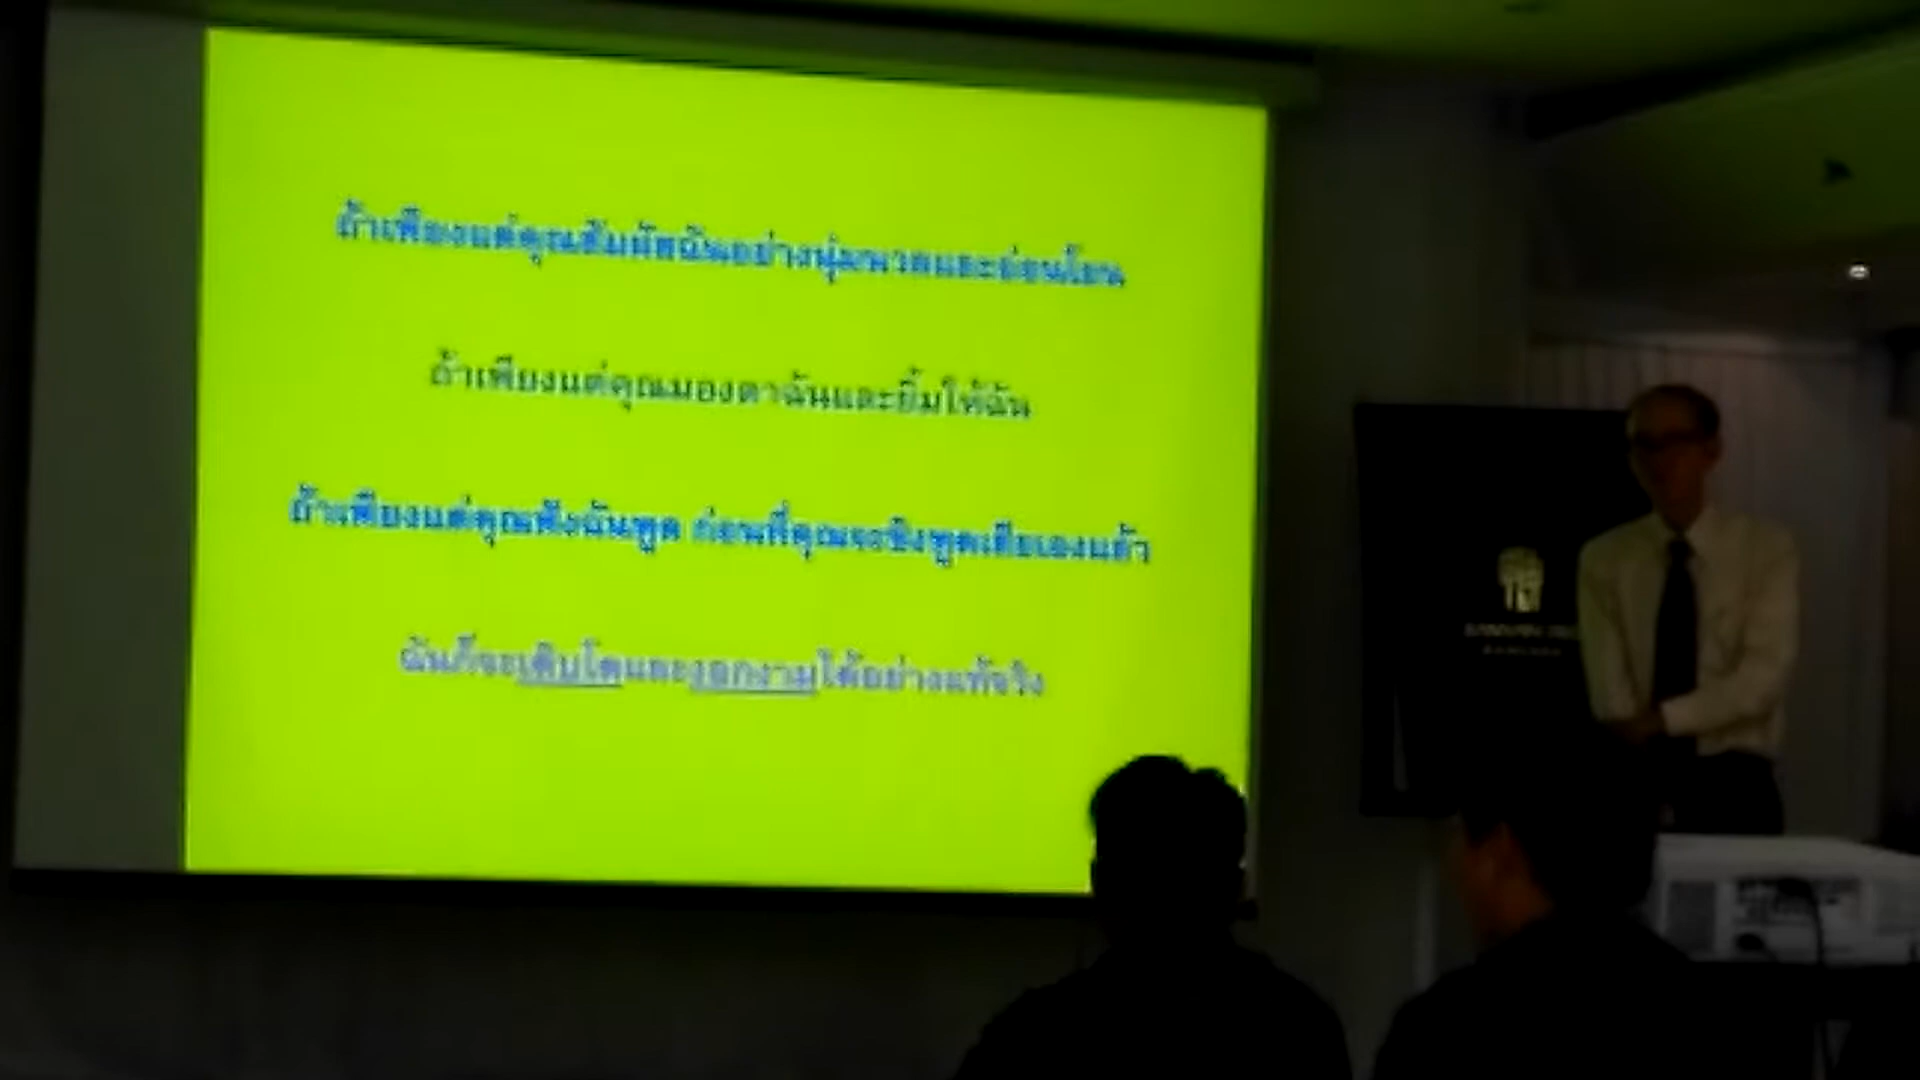 ถ้าเพียงแต่คุณสัมผัสฉันอย่างนุ่มนวลและอ่อนโยน
ถ้าเพียงแต่คุณมองตาฉันและยิ้มให้ฉัน
ถ้าเพียงแต่คุณฟังฉันพูด ก่อนที่คุณจะชิงพูดเสียเองแล้ว
ฉันก็จะเติบโตและงอกงามได้อย่างแท้จริง